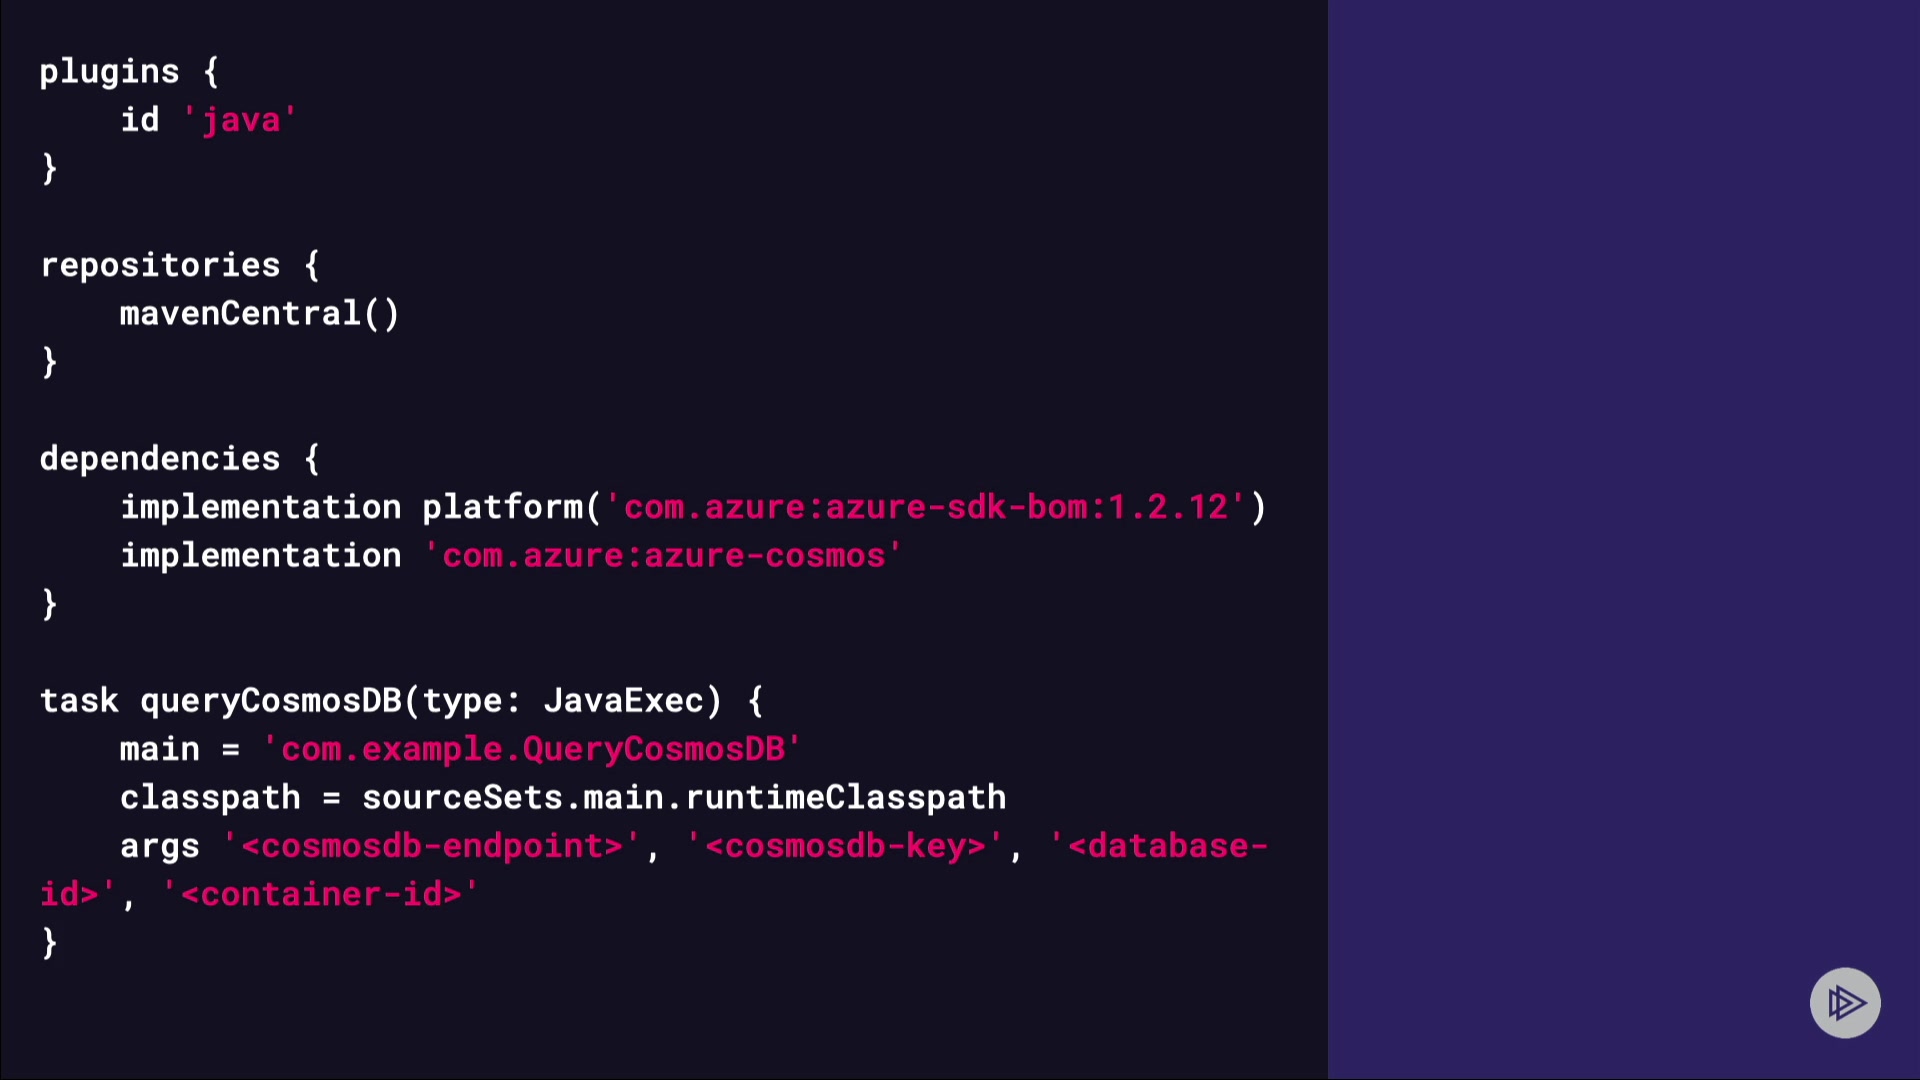 plugins {
    id 'java'
}

repositories {
    mavenCentral()
}

dependencies {
    implementation platform('com.azure:azure-sdk-bom:1.2.12')
    implementation 'com.azure:azure-cosmos'
}

task queryCosmosDB(type: JavaExec) {
    main = 'com.example.QueryCosmosDB'
    classpath = sourceSets.main.runtimeClasspath
    args '<cosmosdb-endpoint>', '<cosmosdb-key>', '<database-
id>', '<container-id>'
}